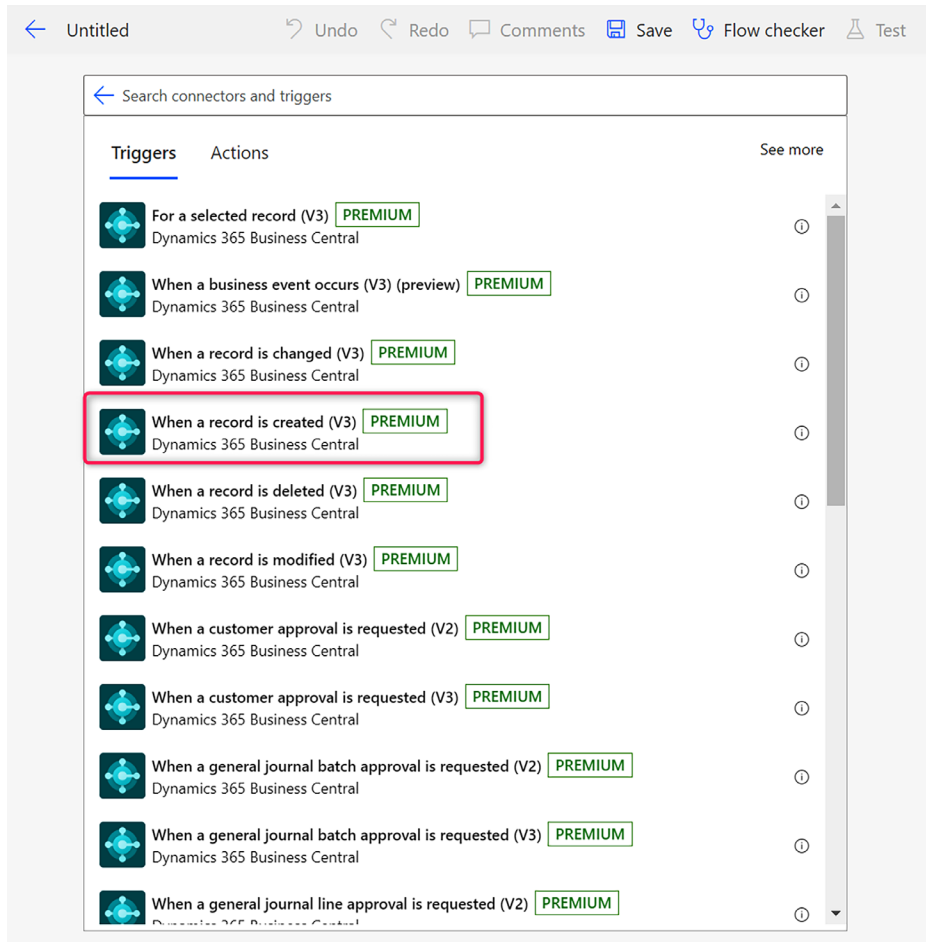 Untitled Undo Redo Comments Save Flow checker Test
Search connectors and triggers
Triggers Actions See more
For a selected record (V3) PREMIUM
Dynamics 365 Business Central
When a business event occurs (V3) (preview) PREMIUM
Dynamics 365 Business Central
When a record is changed (V3) PREMIUM
Dynamics 365 Business Central
When a record is created (V3) PREMIUM
Dynamics 365 Business Central
When a record is deleted (V3) PREMIUM
Dynamics 365 Business Central
When a record is modified (V3) PREMIUM
Dynamics 365 Business Central
When a customer approval is requested (V2) PREMIUM
Dynamics 365 Business Central
When a customer approval is requested (V3) PREMIUM
Dynamics 365 Business Central
When a general journal batch approval is requested (V2) PREMIUM
Dynamics 365 Business Central
When a general journal batch approval is requested (V3) PREMIUM
Dynamics 365 Business Central
When a general journal line approval is requested (V2) PREMIUM
Dynamics 365 Business Central